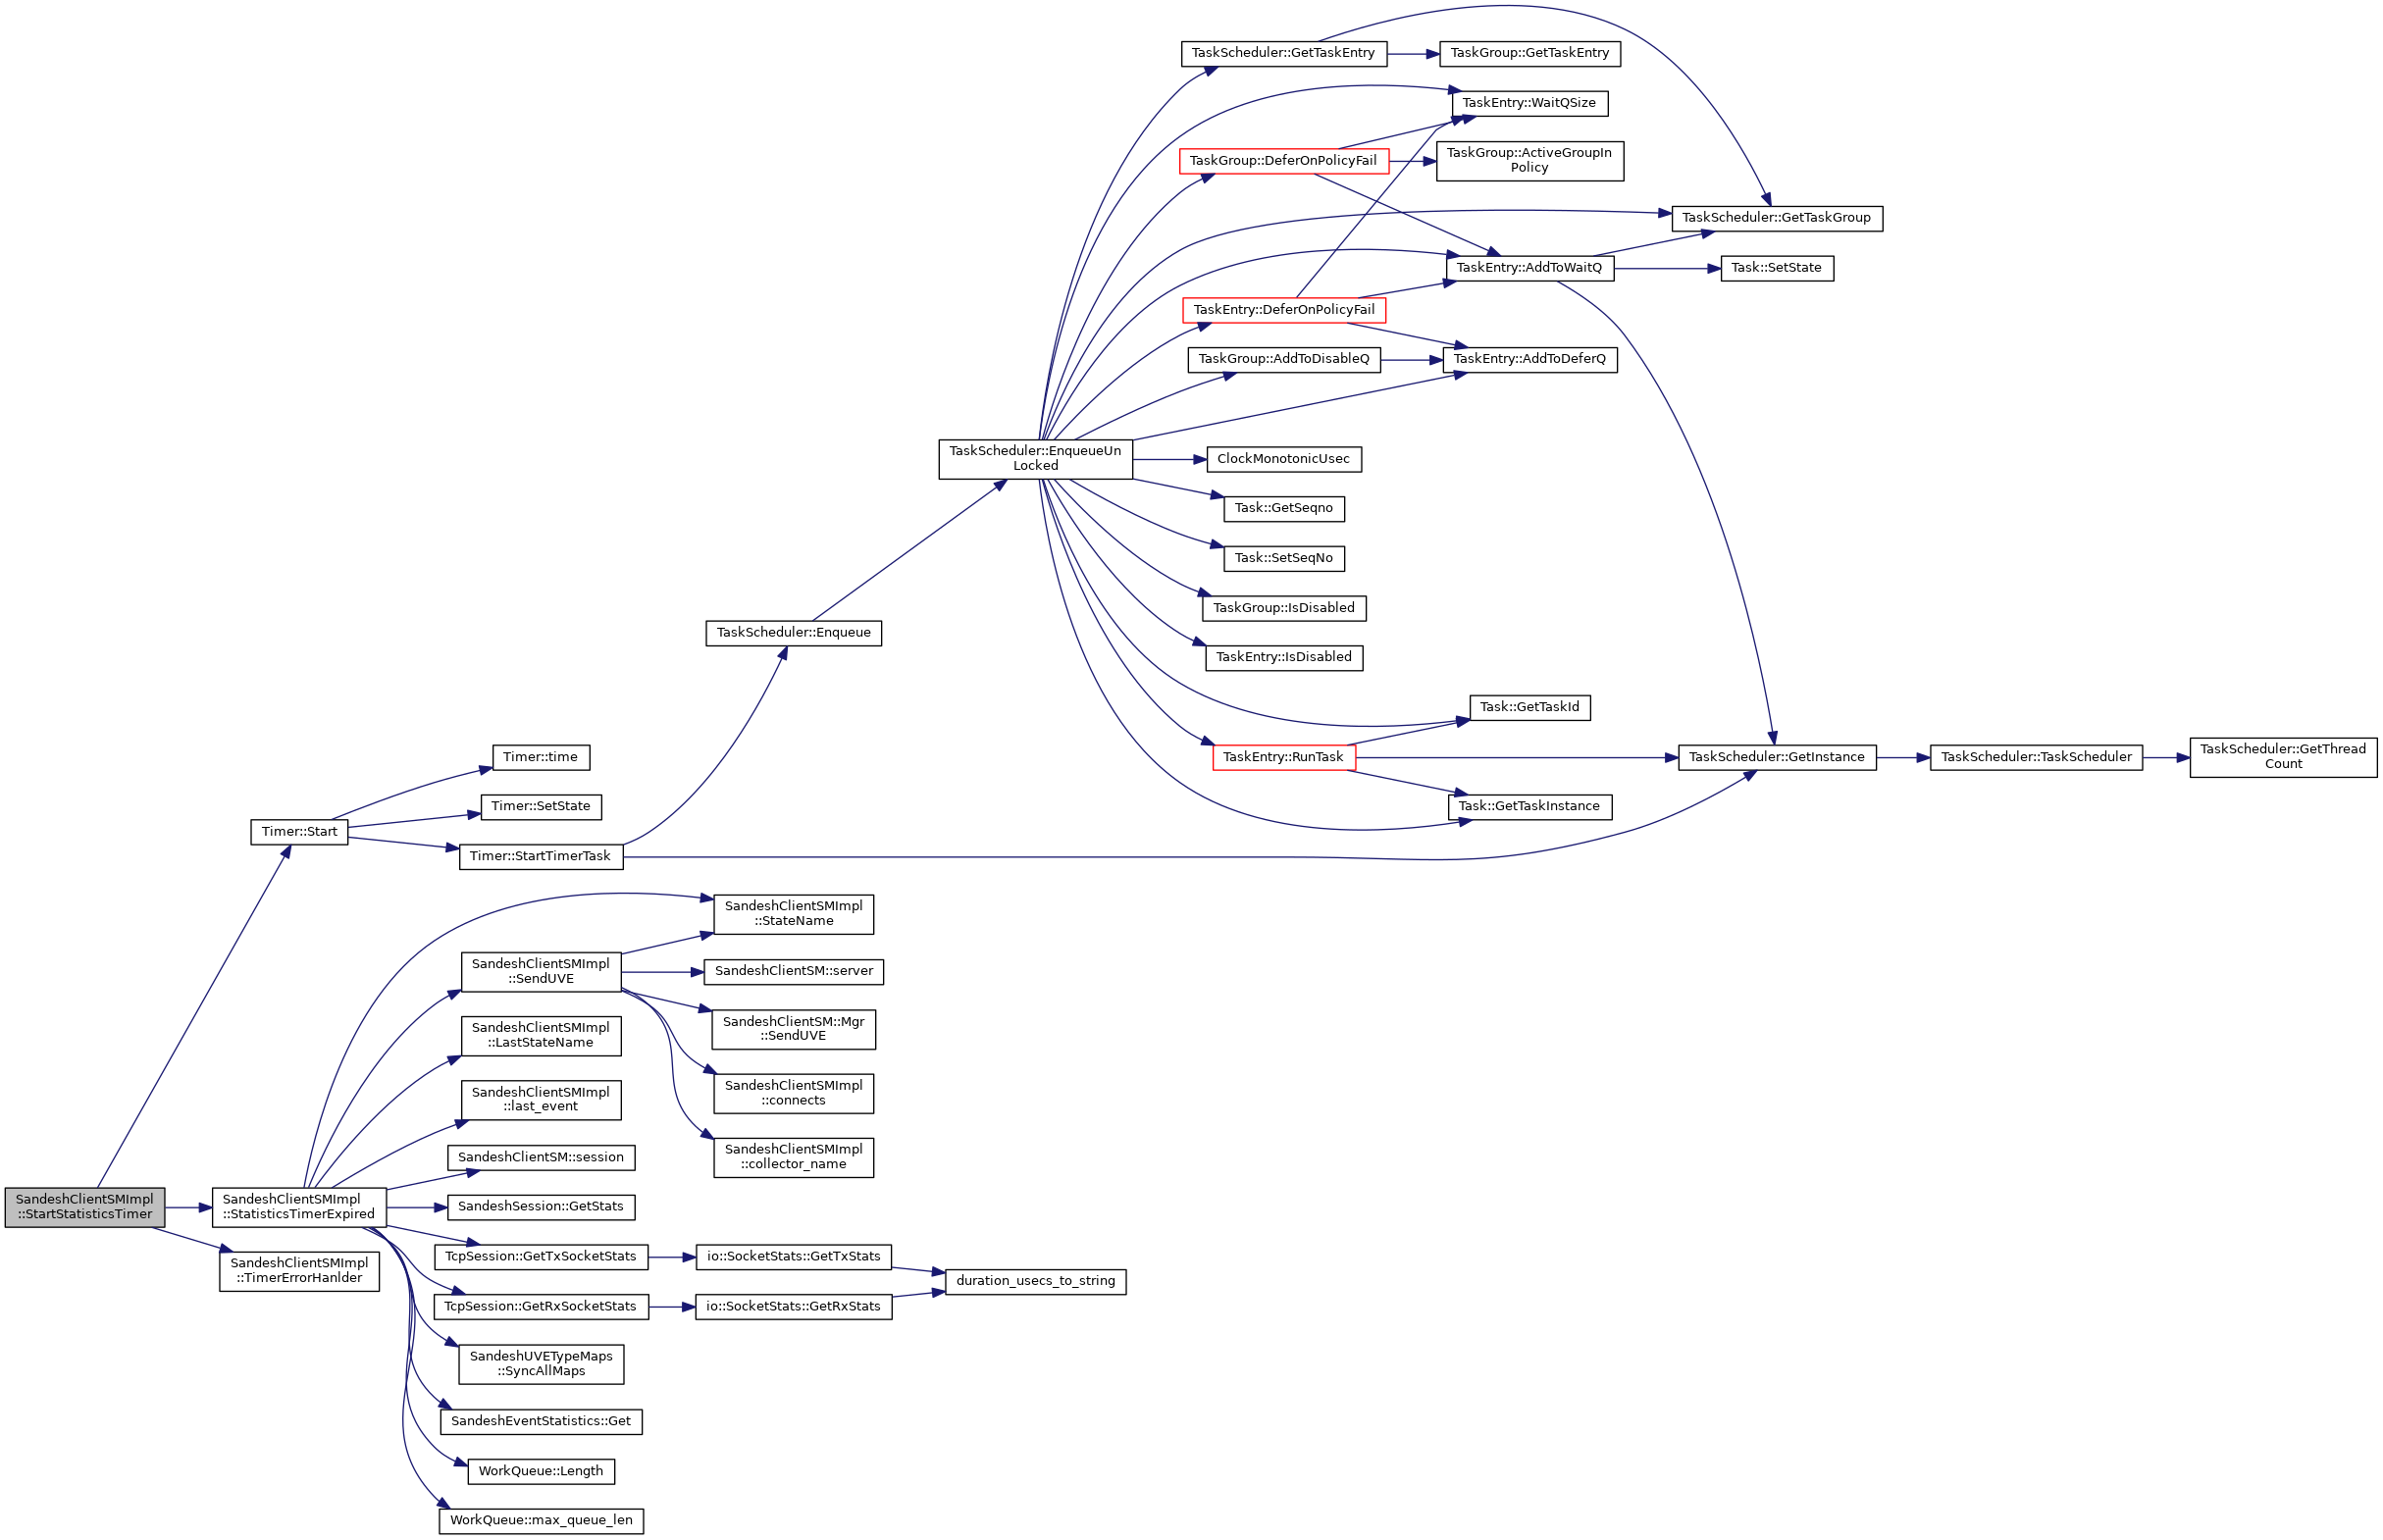 TaskScheduler::GetTaskEntry
TaskGroup::GetTaskEntry
TaskEntry::WaitQSize
TaskGroup::DeferOnPolicyFail
TaskGroup::ActiveGroupIn
Policy
TaskScheduler::GetTaskGroup
TaskEntry::AddToWaitQ
Task::SetState
TaskEntry::DeferOnPolicyFail
TaskGroup::AddToDisableQ
TaskEntry::AddToDeferQ
TaskScheduler::EnqueueUn
Locked
ClockMonotonicUsec
Task::GetSeqno
Task::SetSeqNo
TaskGroup::IsDisabled
TaskScheduler::Enqueue
TaskEntry::IsDisabled
Task::GetTaskId
Timer::time
TaskEntry::RunTask
TaskScheduler::GetInstance
TaskScheduler::TaskScheduler
TaskScheduler::GetThread
Count
Timer::SetState
Task::GetTaskInstance
Timer::Start
Timer::StartTimerTask
SandeshClientSMImpl
::StateName
SandeshClientSMImpl
::SendUVE
SandeshClientSM::server
SandeshClientSM::Mgr
::SendUVE
SandeshClientSMImpl
::LastStateName
SandeshClientSMImpl
::connects
SandeshClientSMImpl
::last_event
SandeshClientSM::session
SandeshClientSMImpl
::collector_name
SandeshClientSMImpl
::StartStatisticsTimer
SandeshClientSMImpl
::StatisticsTimerExpired
SandeshSession::GetStats
SandeshClientSMImpl
::TimerErrorHanlder
TcpSession::GetTxSocketStats
io::SocketStats::GetTxStats
duration_usecs_to_string
TcpSession::GetRxSocketStats
io::SocketStats::GetRxStats
SandeshUVETypeMaps
::SyncAllMaps
SandeshEventStatistics::Get
WorkQueue::Length
WorkQueue::max_queue_len